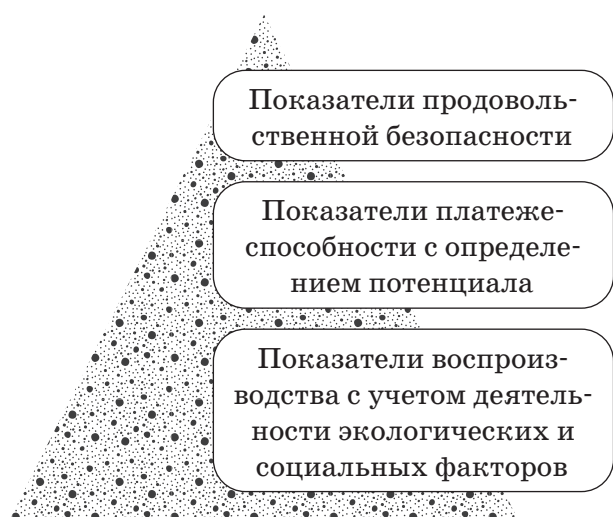 Показатели продоволь-
ственной безопасности
Показатели платеже-
способности с определе-
нием потенциала
Показатели воспроиз-
водства с учетом деятель-
ности экологических и
социальных факторов